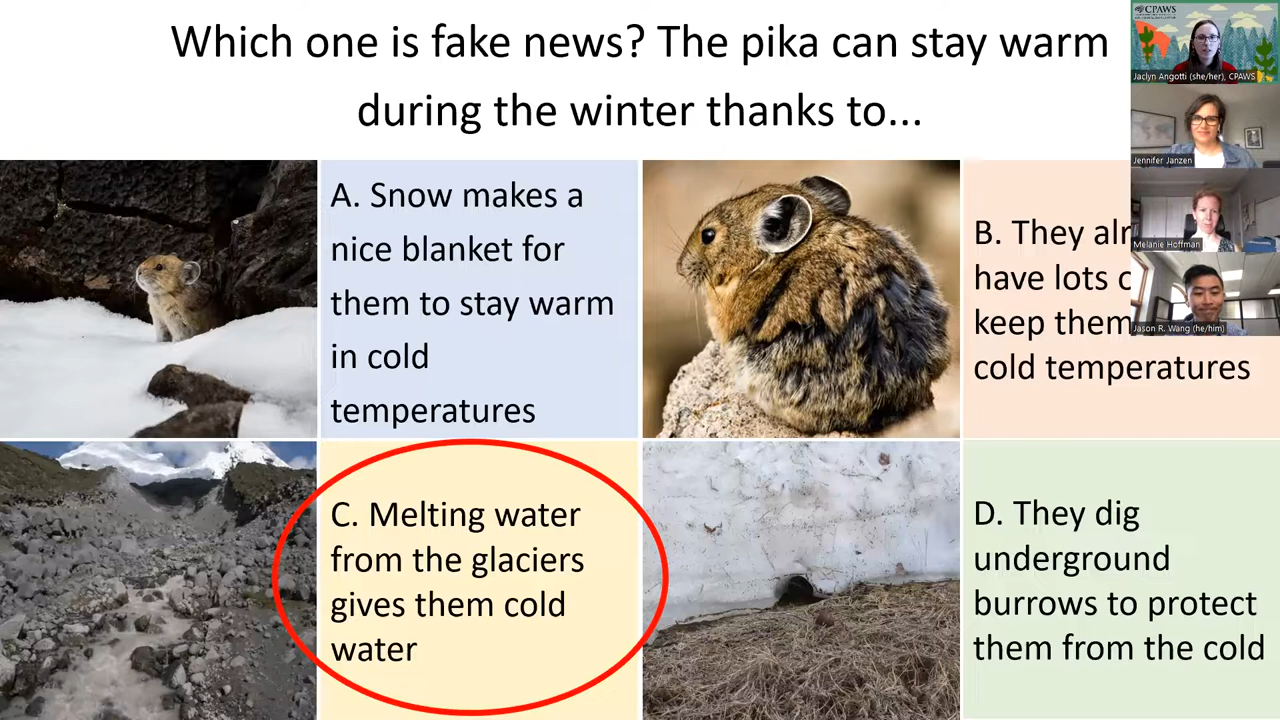 Which one is fake news? The pika can stay warm
during the winter thanks to...
A. Snow makes a
nice blanket for
them to stay warm
in cold
temperatures
B. They
have lots
keep them
cold temperatures
C. Melting water
from the glaciers
gives them cold
water
D. They dig
underground
burrows to protect
them from the cold
CPAWS
Jaclyn Angotti (she/her), CPAWS
Jennifer Janzen
Melanie Hoffman
Jason R. Wang (he/him)